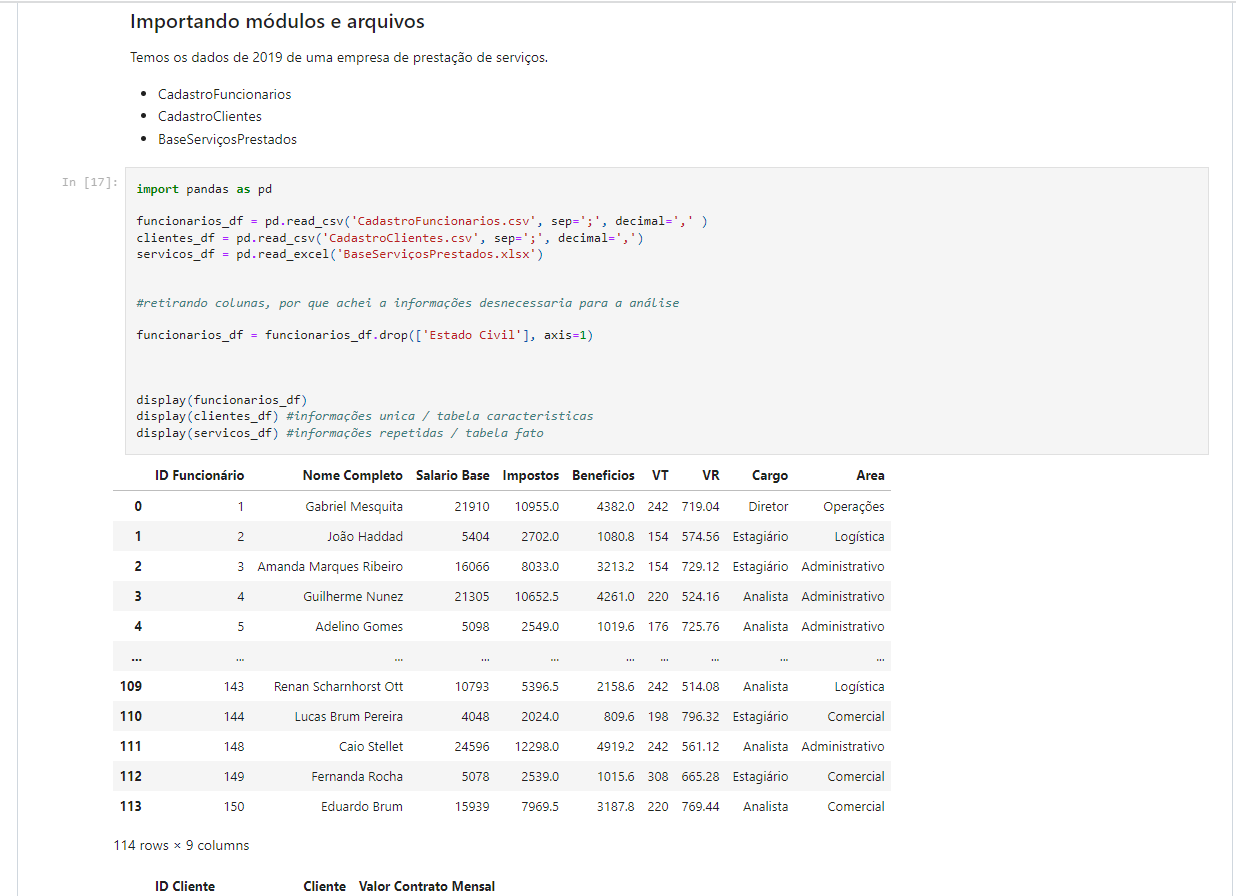 Importando módulos e arquivos
Temos os dados de 2019 de uma empresa de prestação de serviços.
• CadastroFuncionarios
• CadastroClientes
• BaseServiçosPrestados
In [17]:
import pandas as pd
funcionarios_df = pd.read_csv('CadastroFuncionarios.csv', sep=';', decimal=',' )
clientes_df = pd.read_csv('CadastroClientes.csv', sep=';', decimal=',')
servicos_df = pd.read_excel('BaseServiçosPrestados.xlsx')
#retirando colunas, por que achei a informações desnecessaria para a análise
funcionarios_df = funcionarios_df.drop(['Estado Civil'], axis=1)
display(funcionarios_df)
display(clientes_df) #informações unica / tabela caracteristicas
display(servicos_df) #informações repetidas / tabela fato
ID Funcionário Nome Completo Salario Base Impostos Beneficios VT VR Cargo Area
0 1 Gabriel Mesquita 21910 10955.0 4382.0 242 719.04 Diretor Operações
1 2 João Haddad 5404 2702.0 1080.8 154 574.56 Estagiário Logística
2 3 Amanda Marques Ribeiro 16066 8033.0 3213.2 154 729.12 Estagiário Administrativo
3 4 Guilherme Nunez 21305 10652.5 4261.0 220 524.16 Analista Administrativo
4 5 Adelino Gomes 5098 2549.0 1019.6 176 725.76 Analista Administrativo
... ... ... ... ... ... ... ... ... ...
109 143 Renan Scharnhorst Ott 10793 5396.5 2158.6 242 514.08 Analista Logística
110 144 Lucas Brum Pereira 4048 2024.0 809.6 198 796.32 Estagiário Comercial
111 148 Caio Stellet 24596 12298.0 4919.2 242 561.12 Analista Administrativo
112 149 Fernanda Rocha 5078 2539.0 1015.6 308 665.28 Estagiário Comercial
113 150 Eduardo Brum 15939 7969.5 3187.8 220 769.44 Analista Comercial
114 rows × 9 columns
ID Cliente Cliente Valor Contrato Mensal